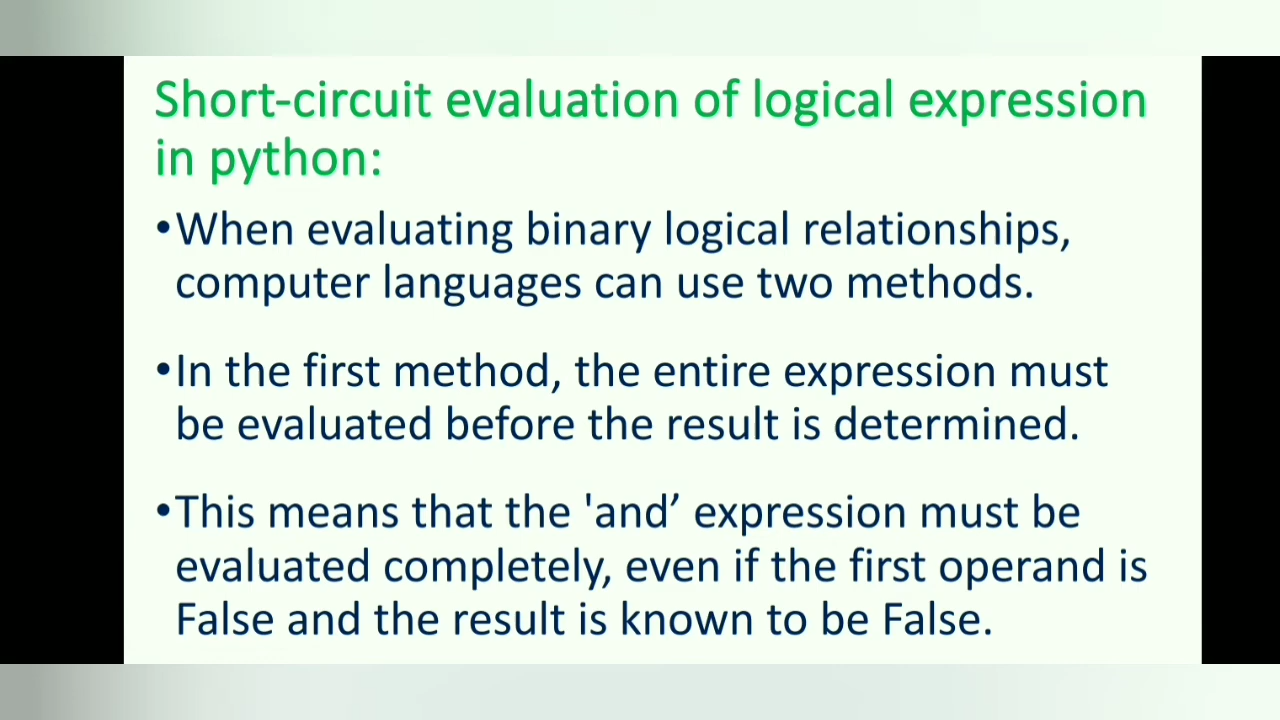 Short-circuit evaluation of logical expression
in python:
•When evaluating binary logical relationships,
computer languages can use two methods.
•In the first method, the entire expression must
be evaluated before the result is determined.
•This means that the 'and’ expression must be
evaluated completely, even if the first operand is
False and the result is known to be False.